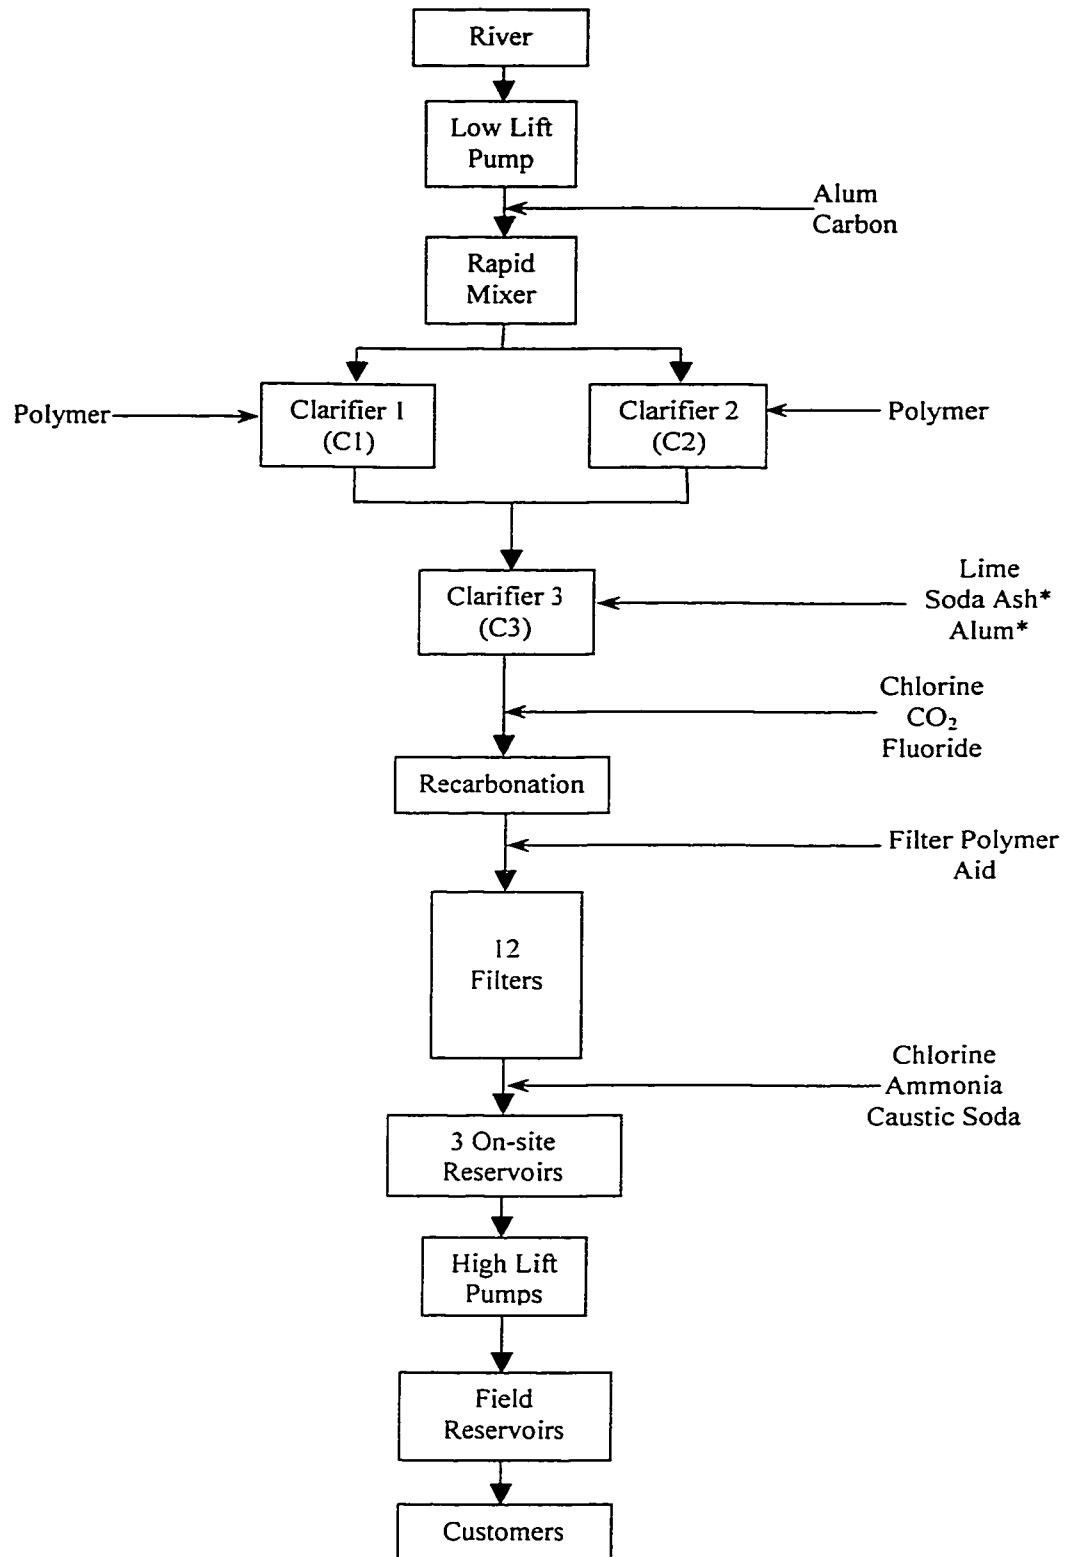 River
Low Lift
Pump
Alum
Carbon
Rapid
Mixer
Polymer
Clarifier 1
(C1)
Clarifier 2
(C2)
Polymer
Clarifier 3
(C3)
Lime
Soda Ash*
Alum*
Chlorine
CO₂
Fluoride
Recarbonation
Filter Polymer
Aid
12
Filters
Chlorine
Ammonia
Caustic Soda
3 On-site
Reservoirs
High Lift
Pumps
Field
Reservoirs
Customers